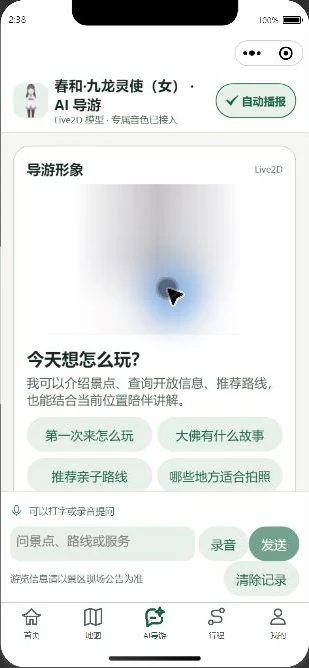 2:38
100%
春和·九龙灵使（女）·
AI 导游
Live2D 模型 · 专属音色已接入
自动播报
导游形象
Live2D
今天想怎么玩？
我可以介绍景点、查询开放信息、推荐路线，
也能结合当前位置陪伴讲解。
第一次来怎么玩
大佛有什么故事
推荐亲子路线
哪些地方适合拍照
可以打字或录音提问
问景点、路线或服务
录音
发送
游览信息请以景区现场公告为准
清除记录
首页
地图
AI导游
行程
我的